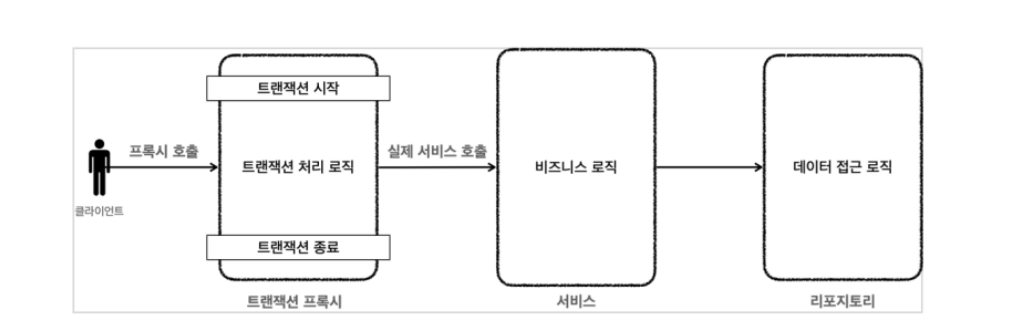 트랜잭션 시작
프록시 호출
실제 서비스 호출
트랜잭션 처리 로직
비즈니스 로직
데이터 접근 로직
클라이언트
트랜잭션 종료
트랜잭션 프록시
서비스
리포지토리